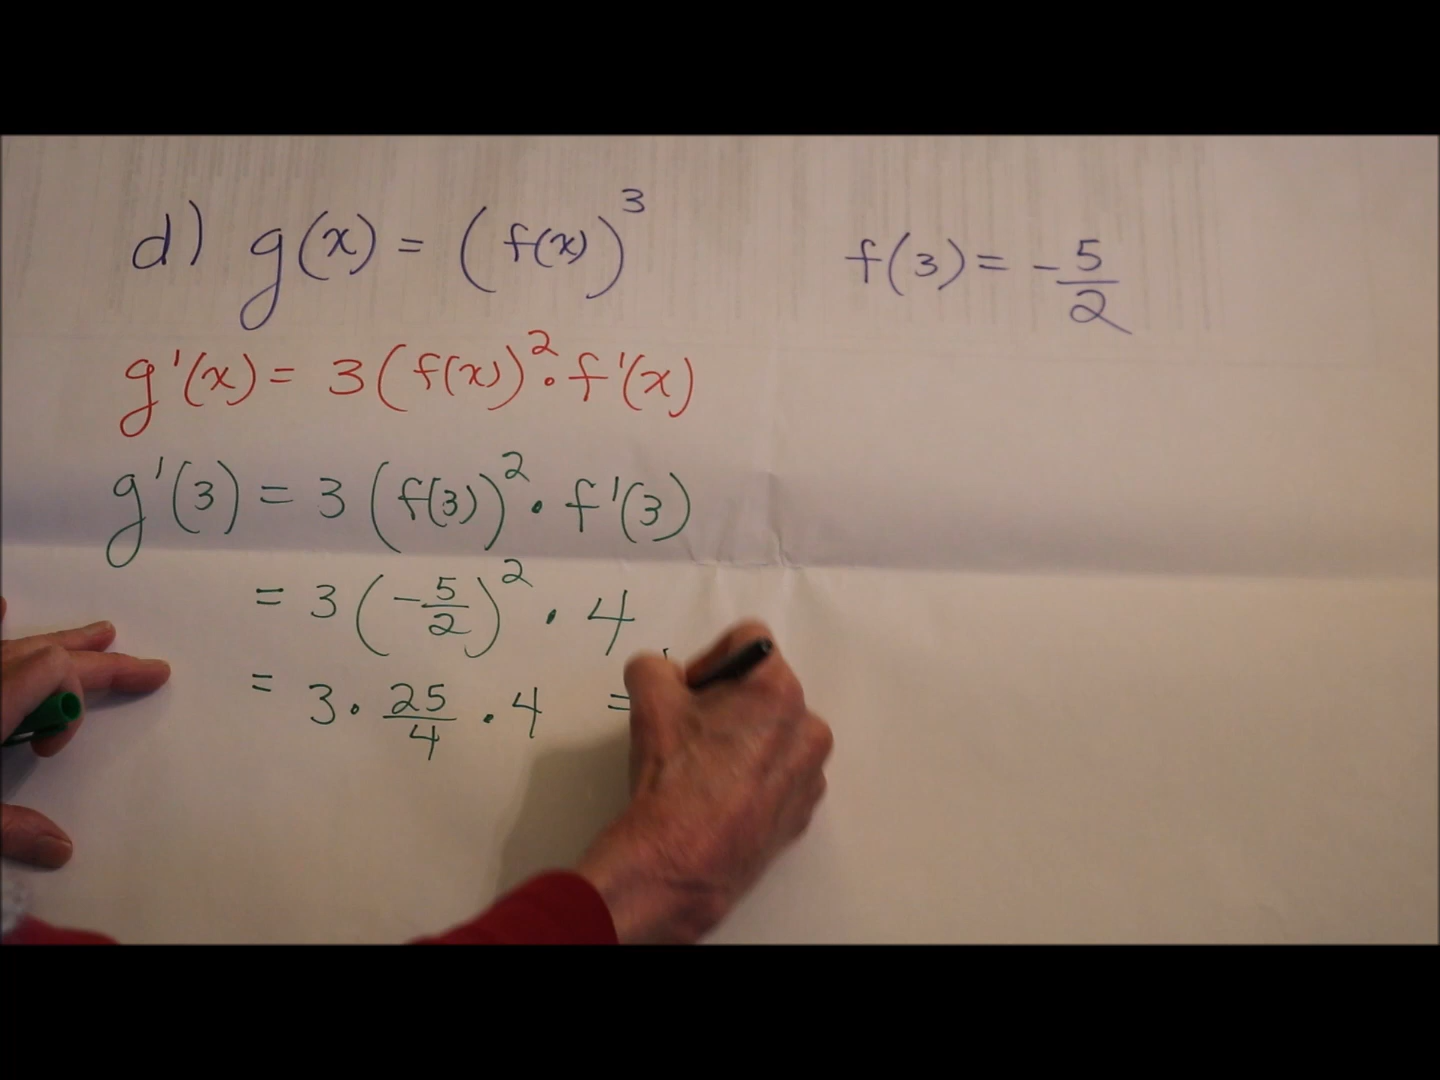 d) g(x) = (f(x))³ f(3) = -5/2
g'(x) = 3(f(x))²·f'(x)
g'(3) = 3(f(3))²·f'(3)
= 3(-5/2)²·4
= 3·25/4·4 =